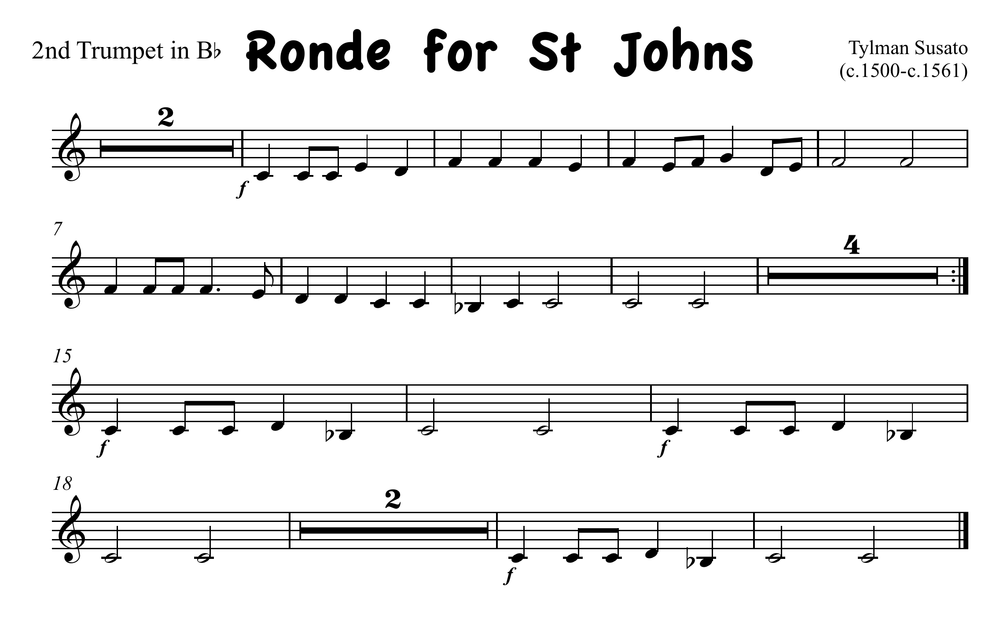 2nd Trumpet in B♭
Ronde for St Johns
Tylman Susato
(c.1500-c.1561)
2
f
7
4
15
f
f
18
2
f